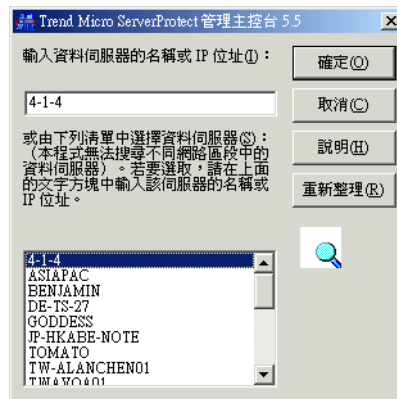 Trend Micro ServerProtect 管理主控台 5.5
輸入資料伺服器的名稱或 IP 位址(I)：
確定(O)
4-1-4
取消(C)
或由下列清單中選擇資料伺服器(S)：
（本程式無法搜尋不同網路區段中的
資料伺服器）。若要選取，請在上面
的文字方塊中輸入該伺服器的名稱或
IP 位址。
說明(H)
重新整理(R)
4-1-4
ASIAPAC
BENJAMIN
DE-TS-27
GODDESS
JP-HKABE-NOTE
TOMATO
TW-ALANCHEN01